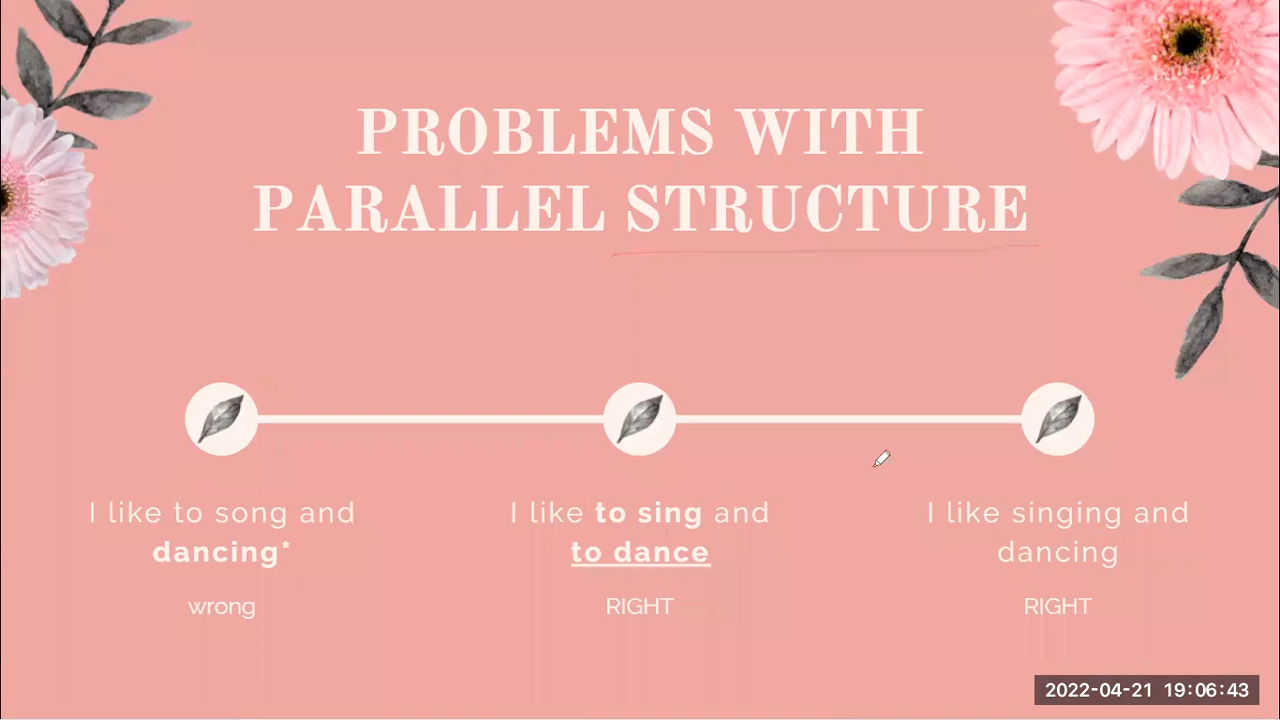 PROBLEMS WITH
PARALLEL STRUCTURE
I like to song and
dancing*
wrong
I like to sing and
to dance
RIGHT
I like singing and
dancing
RIGHT
2022-04-21 19:06:43